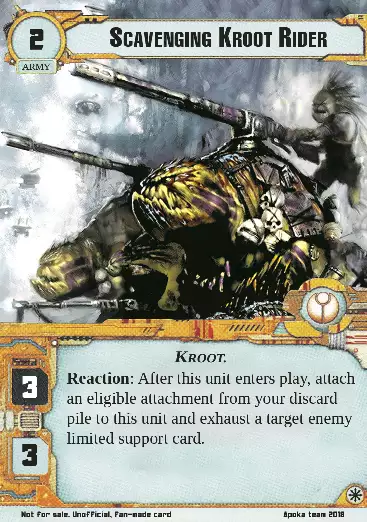 2
SCAVENGING KROOT RIDER
ARMY
KROOT.
3
Reaction: After this unit enters play, attach
an eligible attachment from your discard
pile to this unit and exhaust a target enemy
limited support card.
3
Not for sale. Unofficial, Fan-made card
Apoka team 2018